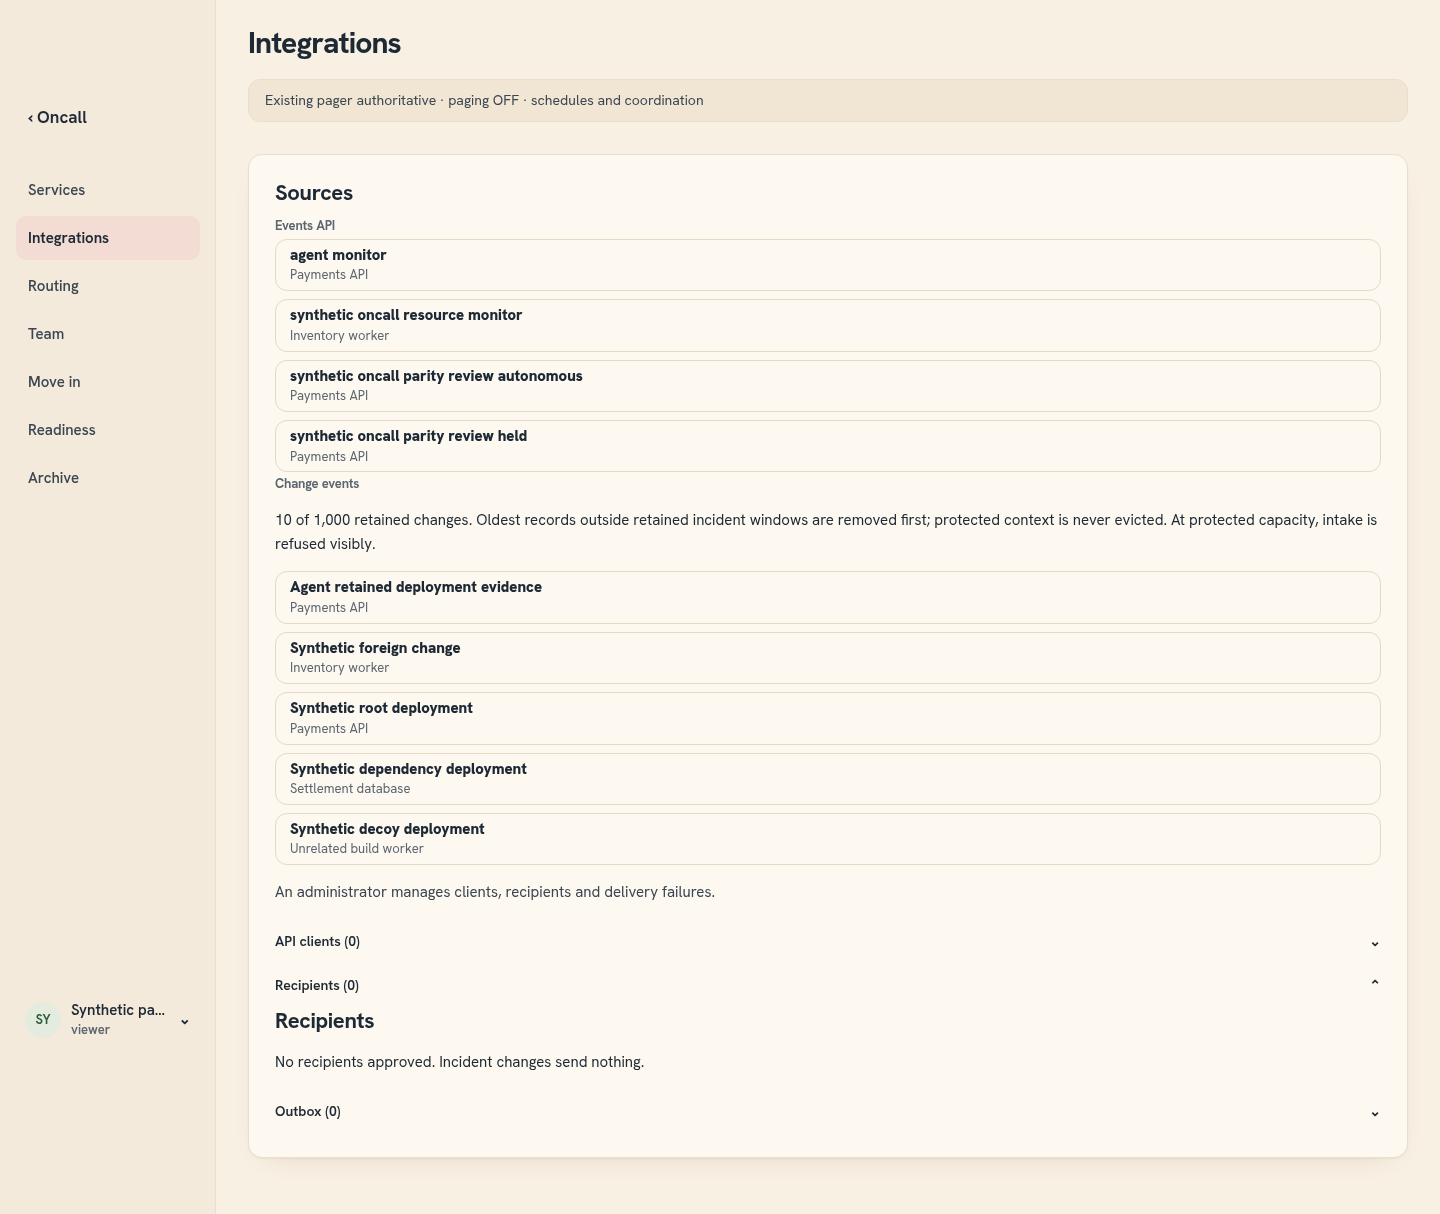 ‹ Oncall
Services
Integrations
Routing
Team
Move in
Readiness
Archive
SY
Synthetic pa...
viewer
Integrations
Existing pager authoritative · paging OFF · schedules and coordination
Sources
Events API
agent monitor
Payments API
synthetic oncall resource monitor
Inventory worker
synthetic oncall parity review autonomous
Payments API
synthetic oncall parity review held
Payments API
Change events
10 of 1,000 retained changes. Oldest records outside retained incident windows are removed first; protected context is never evicted. At protected capacity, intake is
refused visibly.
Agent retained deployment evidence
Payments API
Synthetic foreign change
Inventory worker
Synthetic root deployment
Payments API
Synthetic dependency deployment
Settlement database
Synthetic decoy deployment
Unrelated build worker
An administrator manages clients, recipients and delivery failures.
API clients (0)
Recipients (0)
Recipients
No recipients approved. Incident changes send nothing.
Outbox (0)